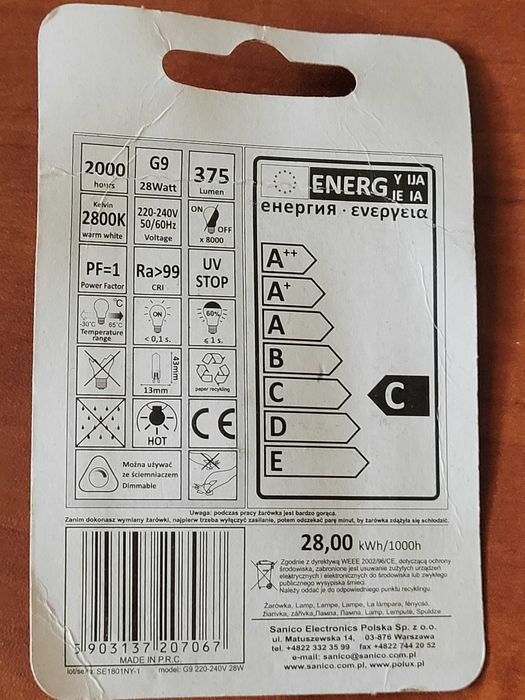 2000
hours
G9
28Watt
375
Lumen
Kelvin
2800K
warm white
220-240V
50/60Hz
Voltage
ON
OFF
x 8000
PF=1
Power Factor
Ra>99
CRI
UV
STOP
°C
-30°C 65°C
Temperature
range
ON
< 0,1 s.
60%
≤ 1 s.
43mm
13mm
paper recykling
HOT
CE
Można używać
ze ściemniaczem
Dimmable
ENERG Y IJA
IE IA
енергия · ενεργεια
A++
A+
A
B
C
D
E
C
Uwaga: podczas pracy żarówka jest bardzo gorąca.
Zanim dokonasz wymiany żarówki, najpierw trzeba wyłączyć zasilanie, potem odczekać parę minut, by żarówka zdążyła się schłodzić.
28,00 kWh/1000h
Zgodnie z dyrektywą WEEE 2002/96/CE, dotyczącą ochrony
środowiska, zabronione jest usuwanie zużytych urządzeń
elektrycznych i elektronicznych do środowiska lub zwykłego
publicznego wysypiska śmieci.
Należy oddać je do odpowiedniego punktu recyklingu.
Żarówka, Lamp, Lampe, Lampe, La lámpara, fénycső,
žiarivka, zářivka, Лампа, Лампа, Lamp, Lempute, Spuldze
5 903137 207067
MADE IN P.R.C.
Sanico Electronics Polska Sp. z o.o.
ul. Matuszewska 14, 03-876 Warszawa
tel. +4822 332 35 99 fax +4822 744 20 52
e-mail: sanico@sanico.com.pl
www.sanico.com.pl www.polux.pl
SE1801NY-1 model: G9 220-240V 28W